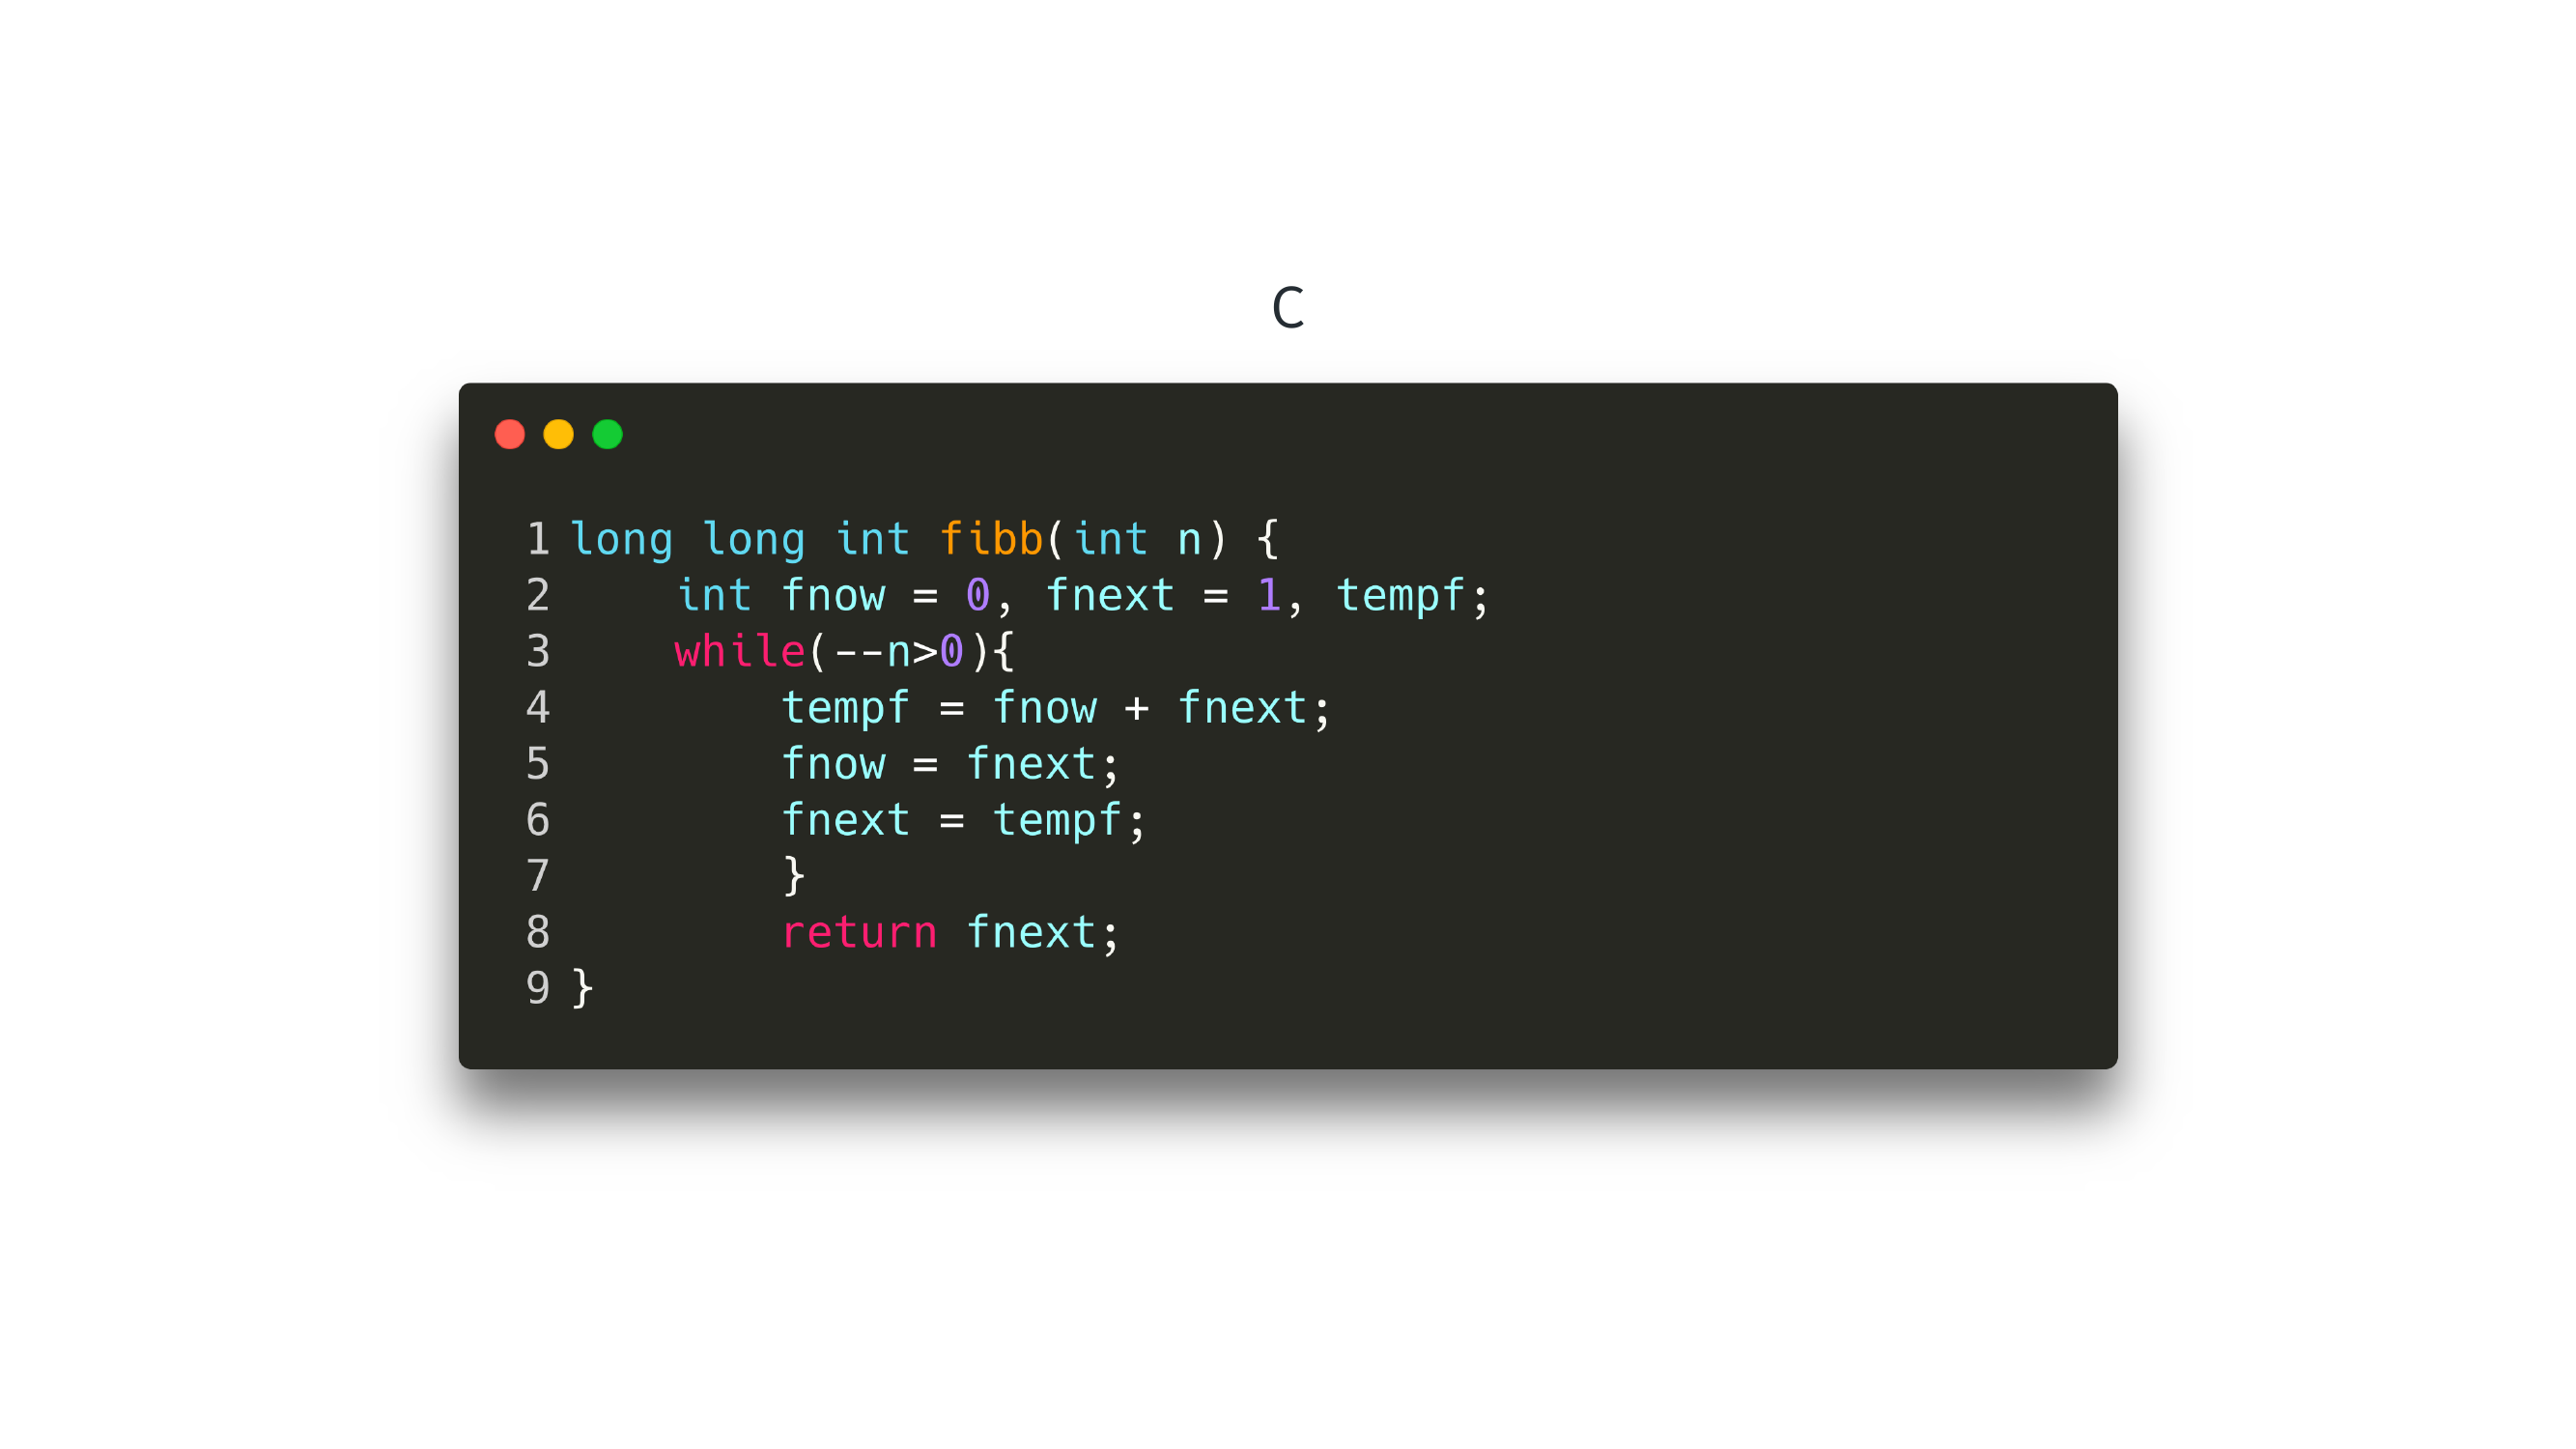 C
1 long long int fibb(int n) {
2     int fnow = 0, fnext = 1, tempf;
3     while(--n>0){
4         tempf = fnow + fnext;
5         fnow = fnext;
6         fnext = tempf;
7         }
8         return fnext;
9 }